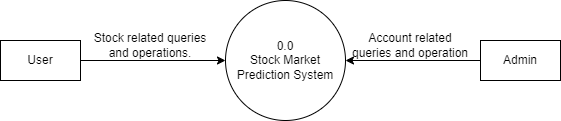 User
Stock related queries
and operations.
0.0
Stock Market
Prediction System
Account related
queries and operation
Admin